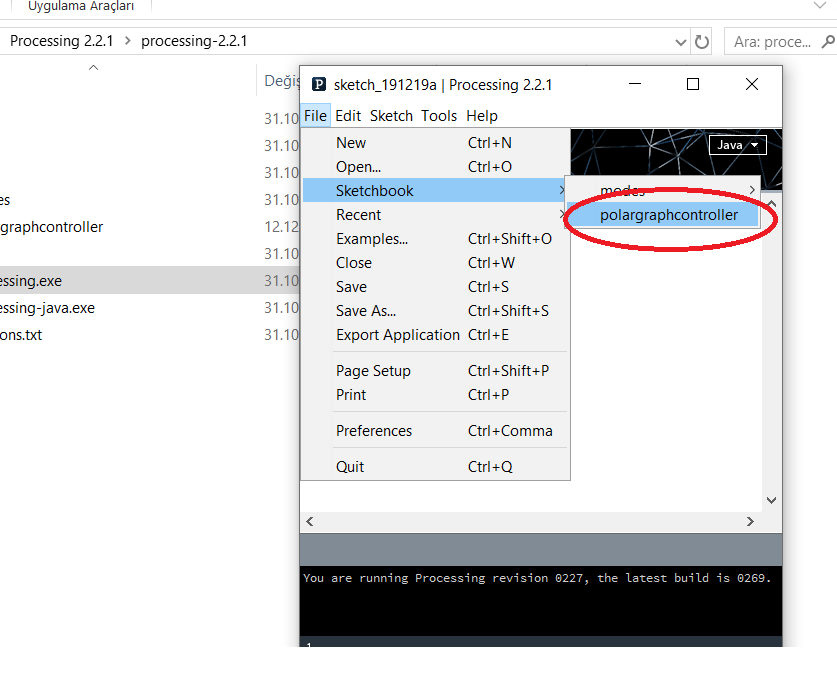 Uygulama Araçları
Processing 2.2.1 > processing-2.2.1
Ara: proce...
Değiş
31.10
31.10
31.10
es 31.10
graphcontroller 12.12
31.10
essing.exe 31.10
essing-java.exe 31.10
ons.txt 31.10
sketch_191219a | Processing 2.2.1
File Edit Sketch Tools Help
Java
New Ctrl+N
Open... Ctrl+O
Sketchbook
modes
Recent
polargraphcontroller
Examples... Ctrl+Shift+O
Close Ctrl+W
Save Ctrl+S
Save As... Ctrl+Shift+S
Export Application Ctrl+E
Page Setup Ctrl+Shift+P
Print Ctrl+P
Preferences Ctrl+Comma
Quit Ctrl+Q
You are running Processing revision 0227, the latest build is 0269.
1